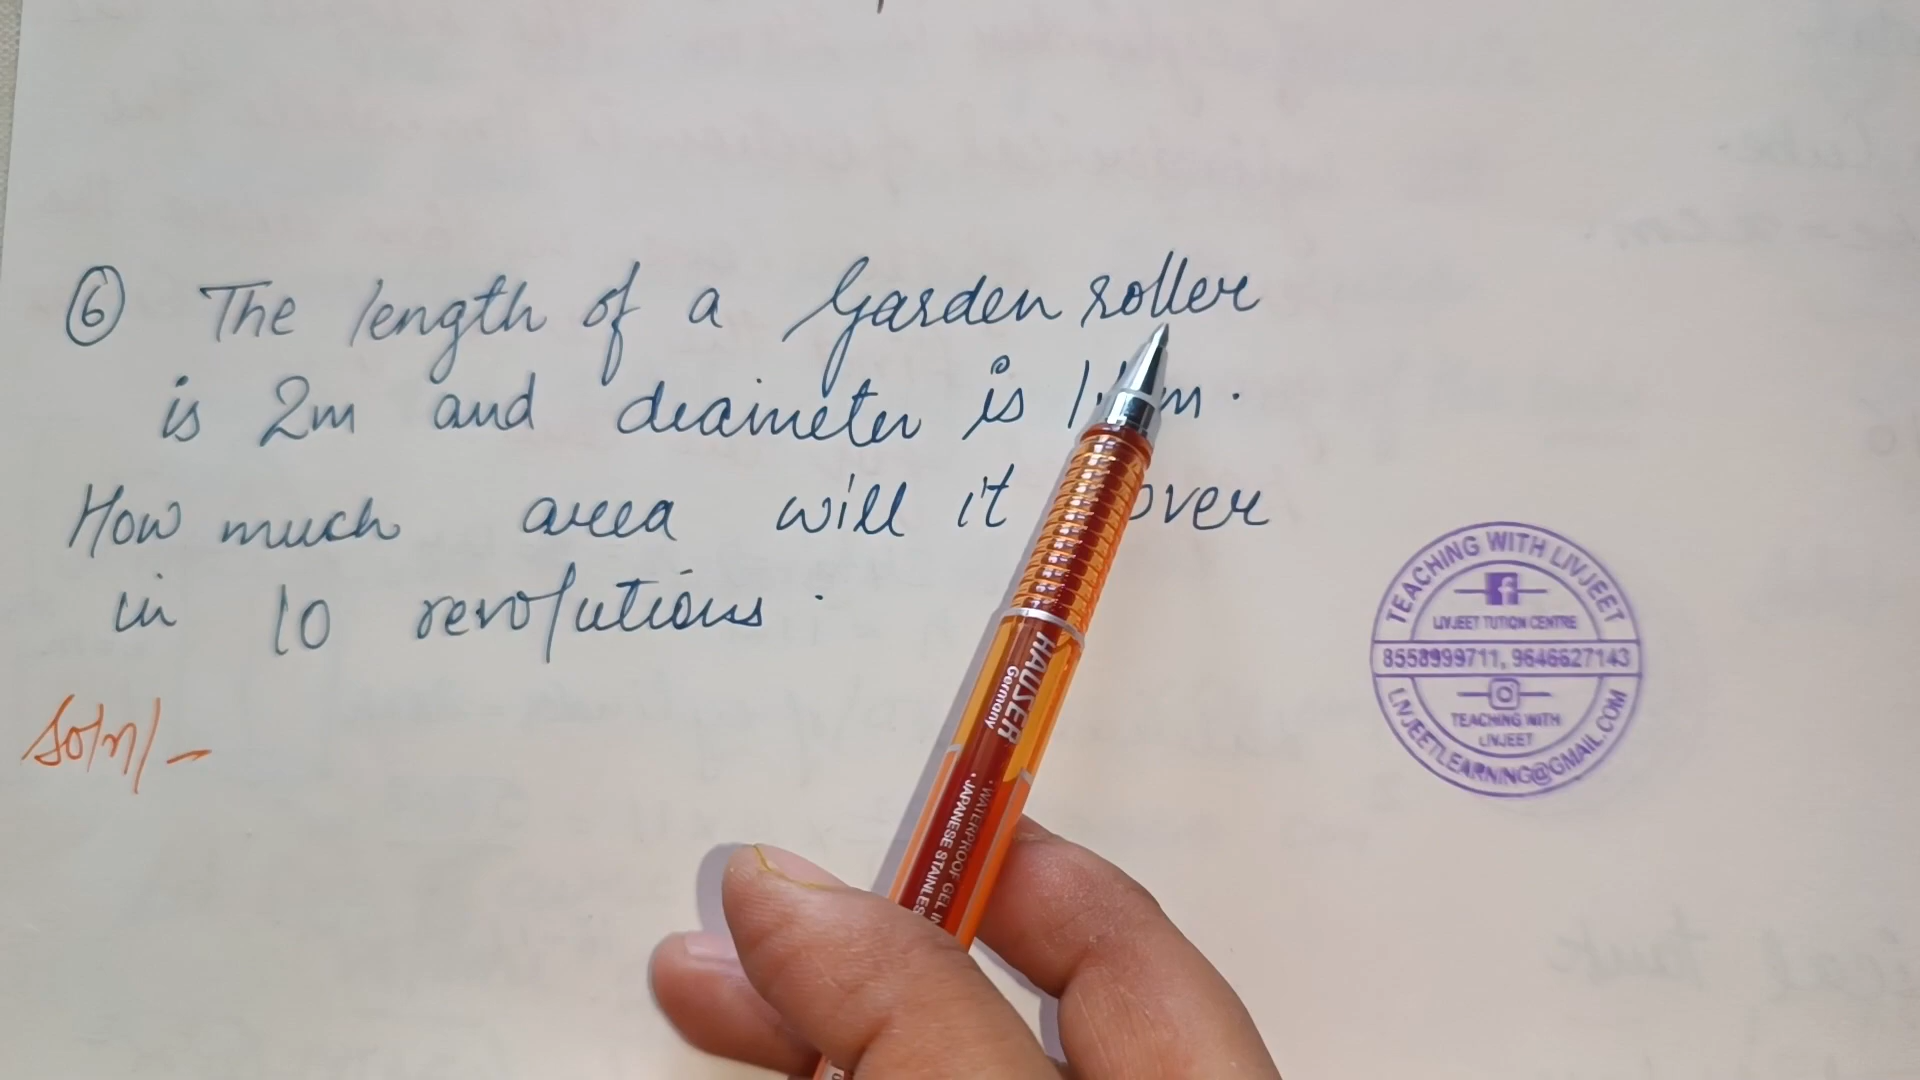 ⑥ The length of a Garden roller
is 2m and diameter is m.
How much area will it over
in 10 revolutions.
Soln/-
TEACHING WITH LIVJEET
LIVJEET TUTION CENTRE
8558999711, 9646627143
TEACHING WITH
LIVJEET
LIVJEETLEARNING@GMAIL.COM
HAUSER
Germany
WATERPROOF GEL
JAPANESE